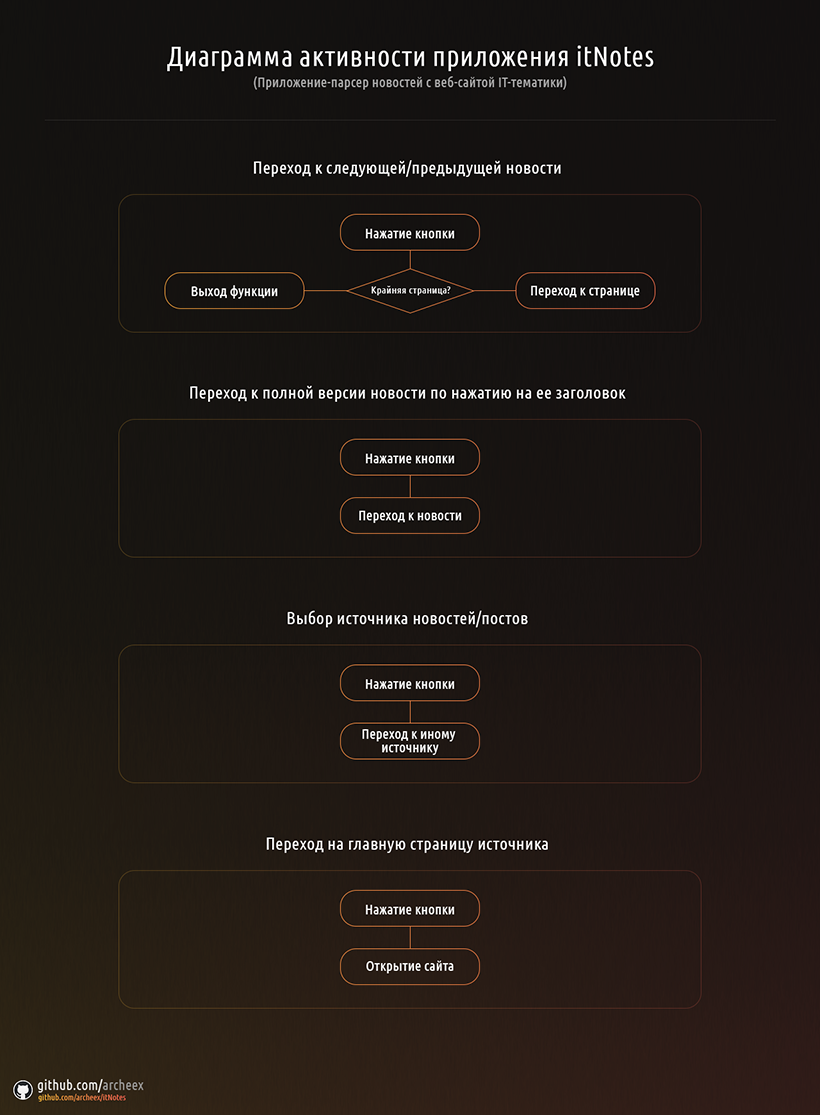 Диаграмма активности приложения itNotes
(Приложение-парсер новостей с веб-сайтой IT-тематики)
Переход к следующей/предыдущей новости
Нажатие кнопки
Выход функции
Крайняя страница?
Переход к странице
Переход к полной версии новости по нажатию на ее заголовок
Нажатие кнопки
Переход к новости
Выбор источника новостей/постов
Нажатие кнопки
Переход к иному
источнику
Переход на главную страницу источника
Нажатие кнопки
Открытие сайта
github.com/archeex
github.com/archeex/itNotes